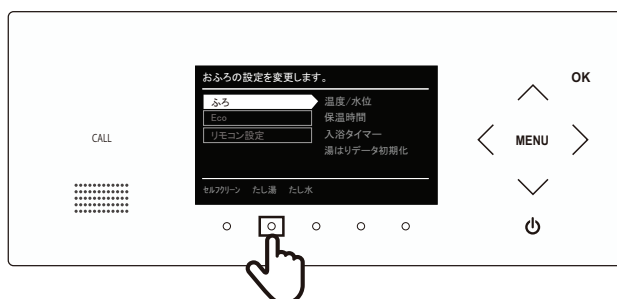 おふろの設定を変更します。
ふろ
Eco
リモコン設定
温度/水位
保温時間
入浴タイマー
湯はりデータ初期化
セルフクリーン たし湯 たし水
CALL
OK
MENU